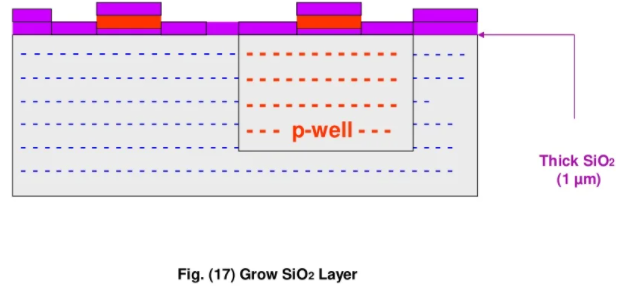 p-well
Thick SiO2
(1 µm)
Fig. (17) Grow SiO2 Layer